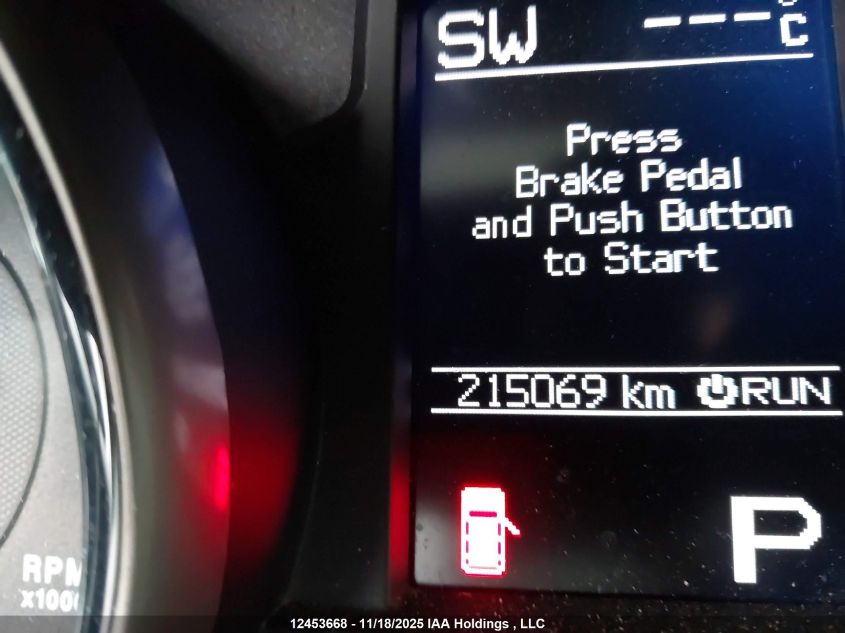 SW ---°C
Press
Brake Pedal
and Push Button
to Start
215069 km RUN
P
RPM
x1000
12453668 - 11/18/2025 IAA Holdings , LLC